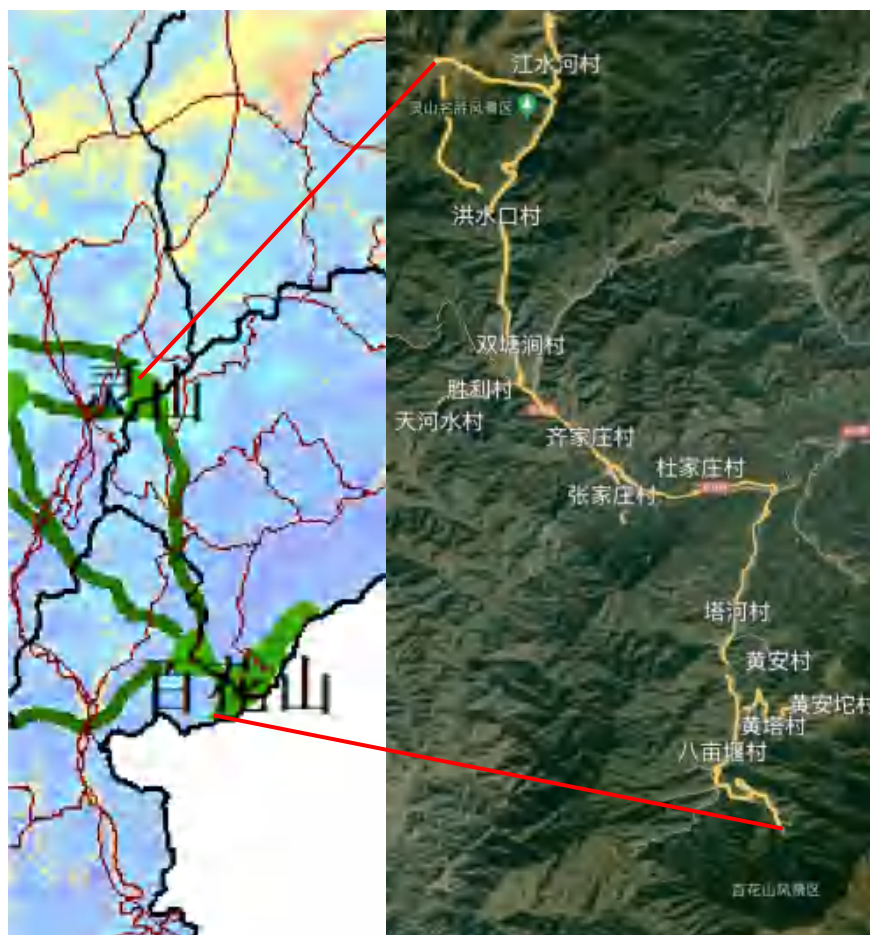 灵山
百花山
江水河村
灵山名胜风景区
洪水口村
双塘涧村
胜利村
天河水村
齐家庄村
杜家庄村
张家庄村
塔河村
黄安村
黄安坨村
黄塔村
八亩堰村
百花山风景区